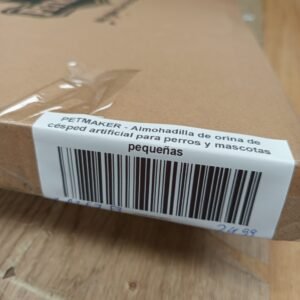 PETMAKER - Almohadilla de orina de
césped artificial para perros y mascotas
pequeñas